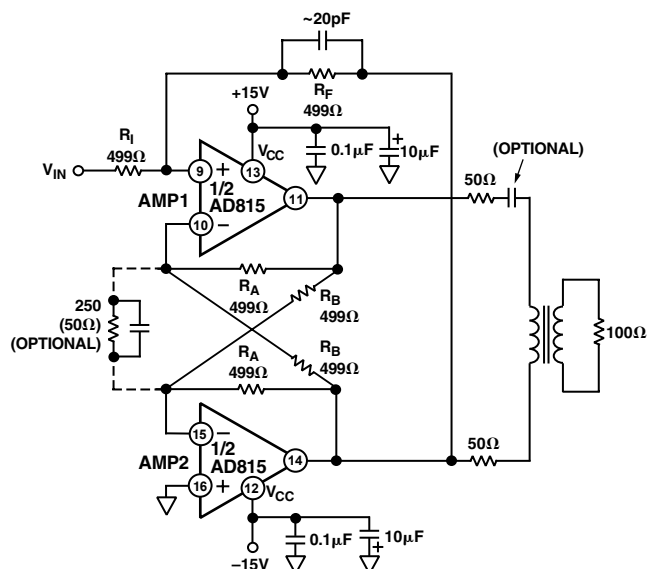 ~20pF
R_F
499Ω
+15V
R_I
499Ω
V_IN
V_CC
0.1μF
10μF
+
(OPTIONAL)
50Ω
9
+
13
1/2
AD815
AMP1
11
10
−
R_A
499Ω
R_B
499Ω
250
(50Ω)
(OPTIONAL)
R_B
499Ω
R_A
499Ω
100Ω
15
−
1/2
AD815
AMP2
14
50Ω
16
+
12
V_CC
0.1μF
10μF
+
−15V